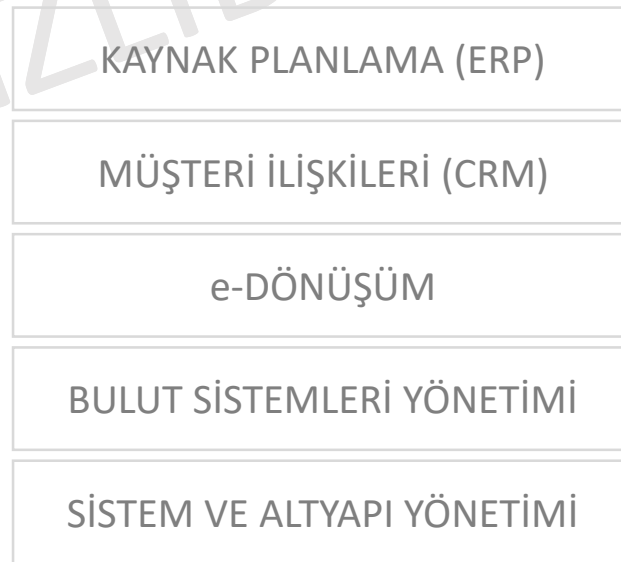 KAYNAK PLANLAMA (ERP)
MÜŞTERİ İLİŞKİLERİ (CRM)
e-DÖNÜŞÜM
BULUT SİSTEMLERİ YÖNETİMİ
SİSTEM VE ALTYAPI YÖNETİMİ